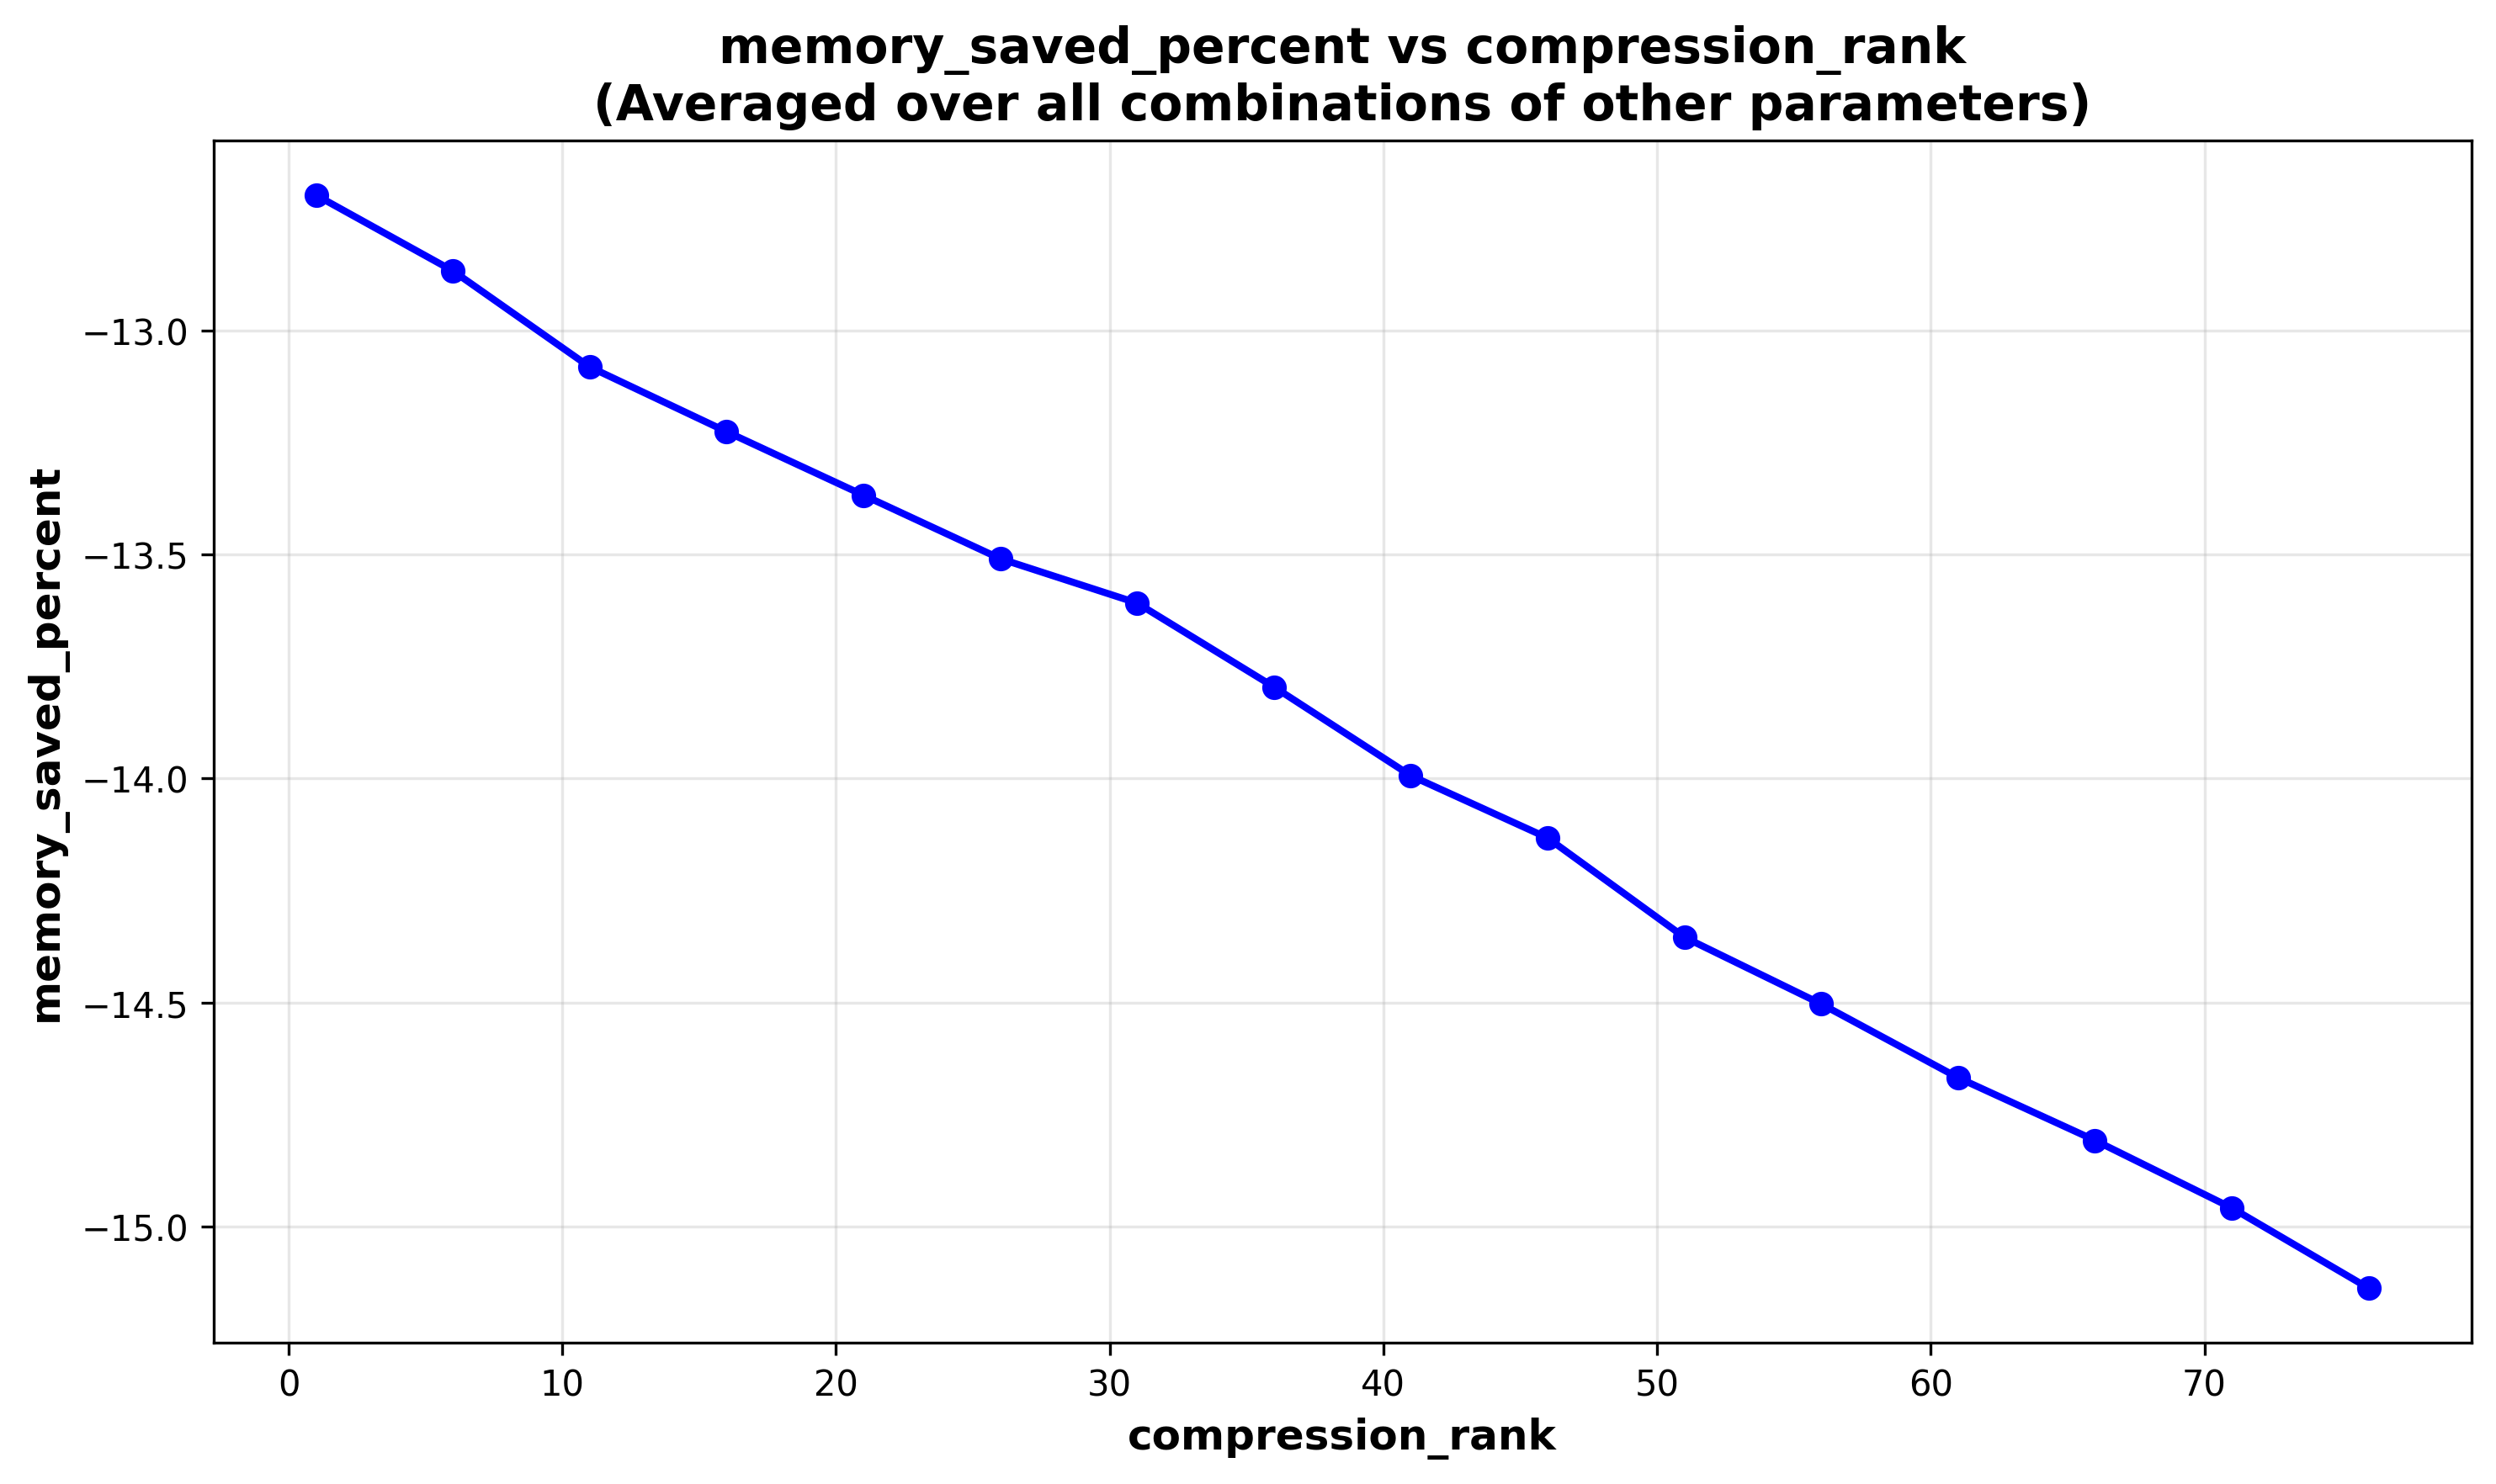 memory_saved_percent vs compression_rank
(Averaged over all combinations of other parameters)
memory_saved_percent
−13.0
−13.5
−14.0
−14.5
−15.0
0 10 20 30 40 50 60 70
compression_rank